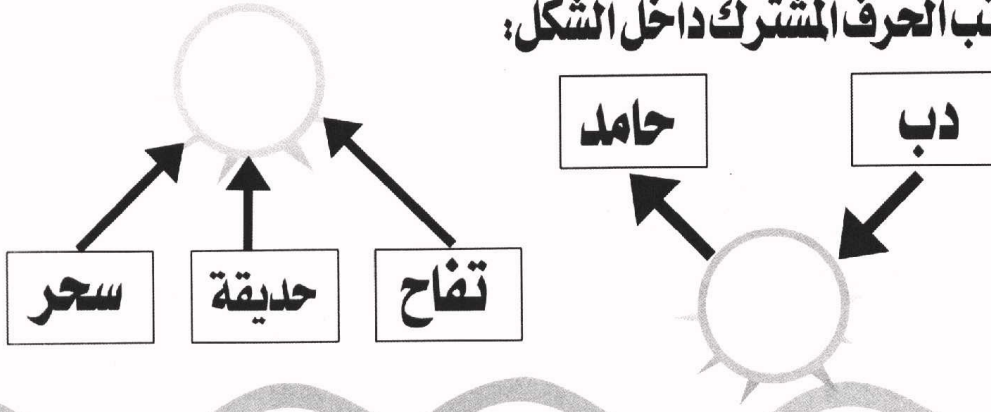 الحرف المشترك داخل الشكل:
دب
حامد
تفاح
حديقة
سحر